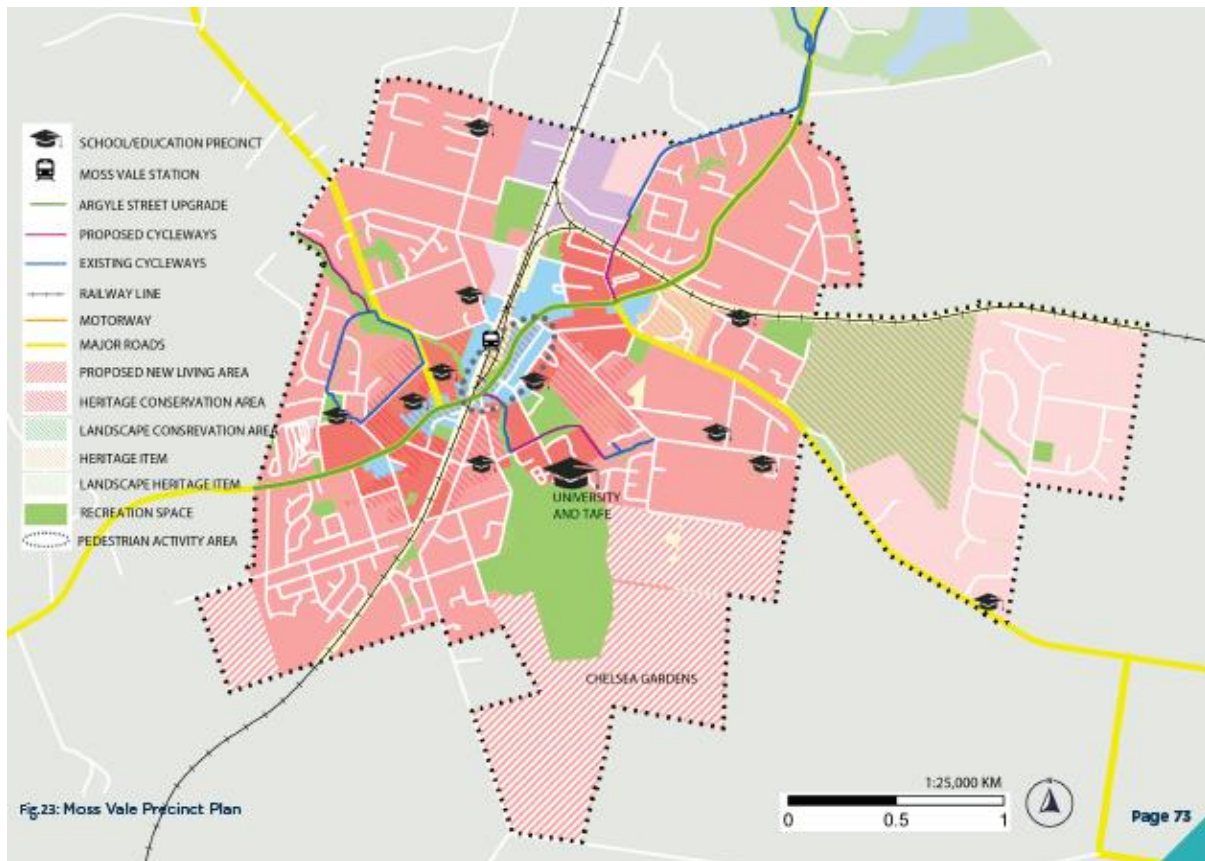 SCHOOL/EDUCATION PRECINCT
MOSS VALE STATION
ARGYLE STREET UPGRADE
PROPOSED CYCLEWAYS
EXISTING CYCLEWAYS
RAILWAY LINE
MOTORWAY
MAJOR ROADS
PROPOSED NEW LIVING AREA
HERITAGE CONSERVATION AREA
LANDSCAPE CONSREVATION AREA
HERITAGE ITEM
LANDSCAPE HERITAGE ITEM
RECREATION SPACE
PEDESTRIAN ACTIVITY AREA
UNIVERSITY
AND TAFE
CHELSEA GARDENS
1:25,000 KM
0 0.5 1
N
Fig.23: Moss Vale Precinct Plan
Page 73